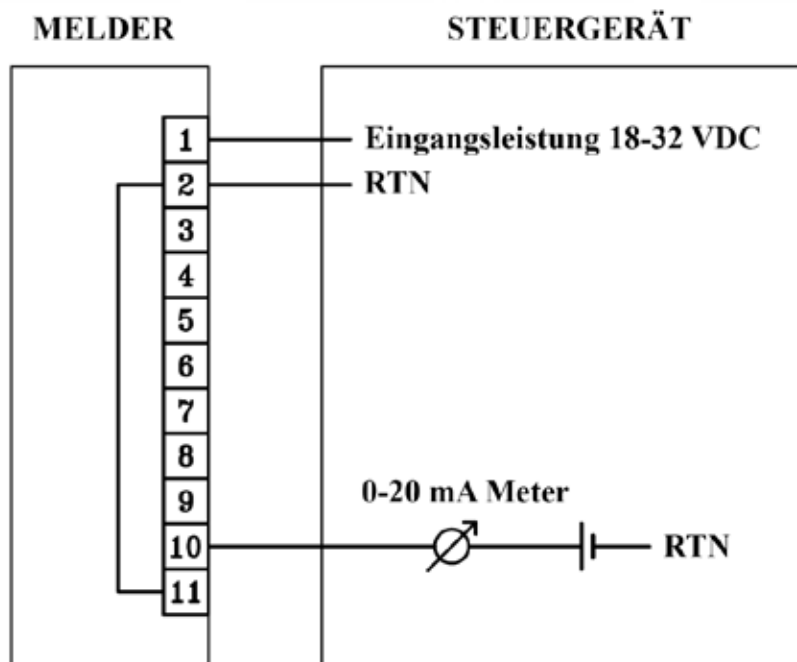 MELDER
STEUERGERÄT
1
Eingangsleistung 18-32 VDC
2
RTN
3
4
5
6
7
8
9
0-20 mA Meter
10
RTN
11